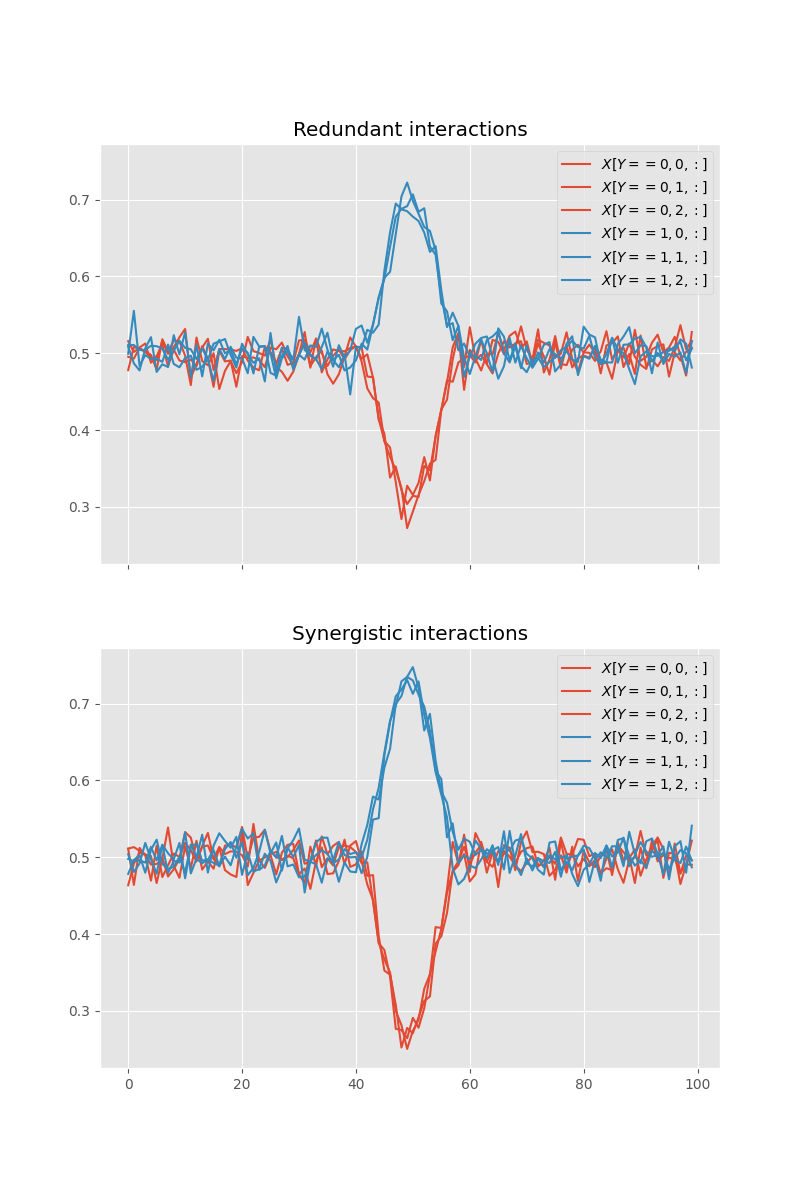 Redundant interactions
X[Y==0,0,:]
X[Y==0,1,:]
X[Y==0,2,:]
X[Y==1,0,:]
X[Y==1,1,:]
X[Y==1,2,:]
0.7
0.6
0.5
0.4
0.3
Synergistic interactions
X[Y==0,0,:]
X[Y==0,1,:]
X[Y==0,2,:]
X[Y==1,0,:]
X[Y==1,1,:]
X[Y==1,2,:]
0.7
0.6
0.5
0.4
0.3
0 20 40 60 80 100